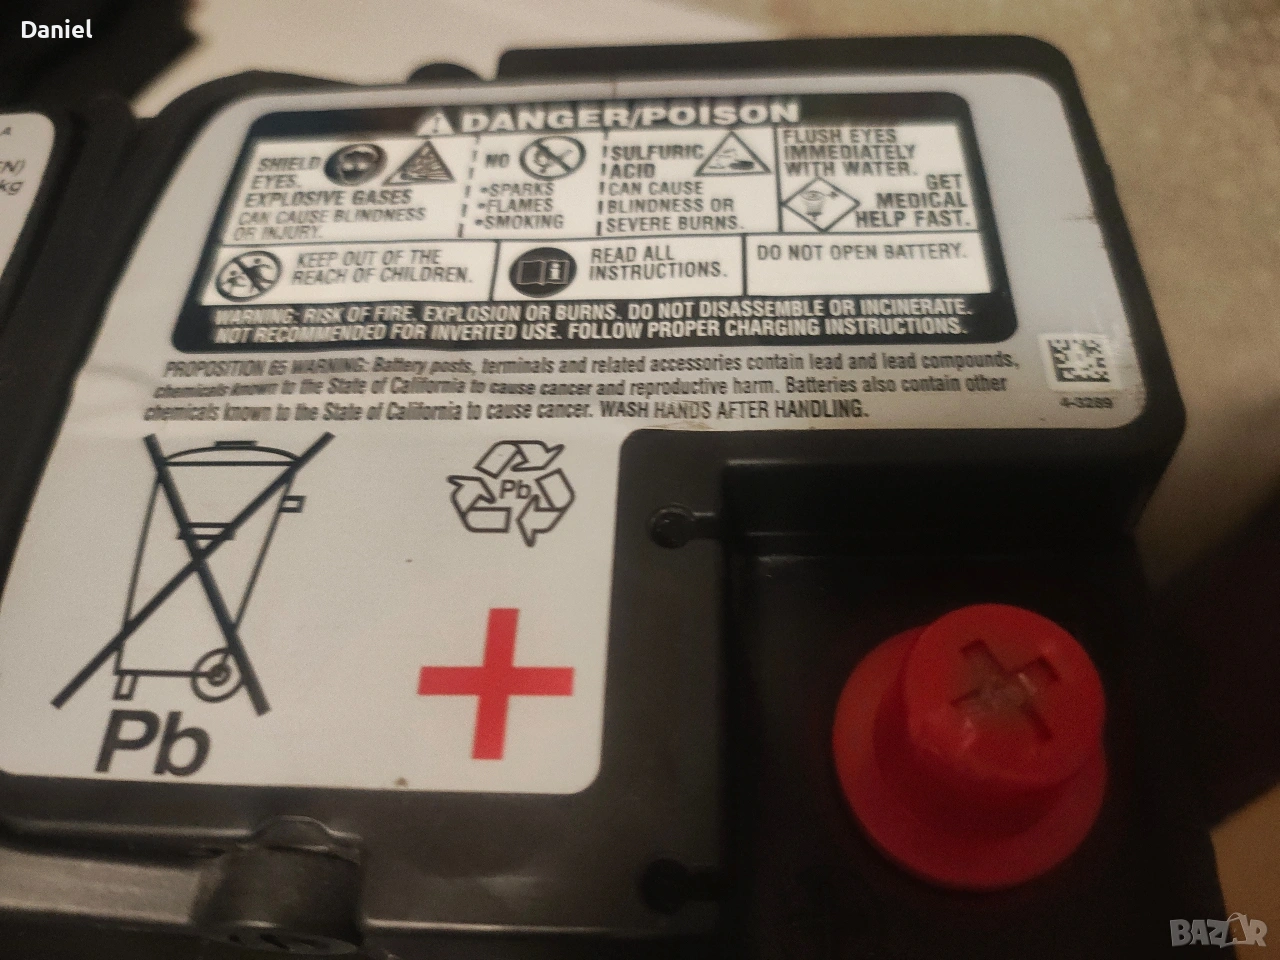 Daniel
A
N)
kg
DANGER/POISON
SHIELD
EYES.
EXPLOSIVE GASES
CAN CAUSE BLINDNESS
OR INJURY.
NO
•SPARKS
•FLAMES
•SMOKING
SULFURIC
ACID
CAN CAUSE
BLINDNESS OR
SEVERE BURNS.
FLUSH EYES
IMMEDIATELY
WITH WATER.
GET
MEDICAL
HELP FAST.
KEEP OUT OF THE
REACH OF CHILDREN.
READ ALL
INSTRUCTIONS.
DO NOT OPEN BATTERY.
WARNING: RISK OF FIRE, EXPLOSION OR BURNS. DO NOT DISASSEMBLE OR INCINERATE.
NOT RECOMMENDED FOR INVERTED USE. FOLLOW PROPER CHARGING INSTRUCTIONS.
PROPOSITION 65 WARNING: Battery posts, terminals and related accessories contain lead and lead compounds,
chemicals known to the State of California to cause cancer and reproductive harm. Batteries also contain other
chemicals known to the State of California to cause cancer. WASH HANDS AFTER HANDLING.
4-3289
Pb
Pb
BAZAR